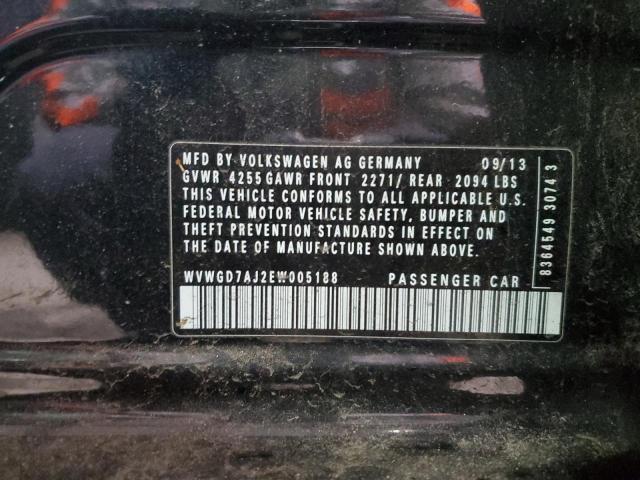 MFD BY VOLKSWAGEN AG GERMANY 09/13
GVWR 4255 GAWR FRONT 2271/ REAR 2094 LBS
THIS VEHICLE CONFORMS TO ALL APPLICABLE U.S.
FEDERAL MOTOR VEHICLE SAFETY, BUMPER AND
THEFT PREVENTION STANDARDS IN EFFECT ON
THE DATE OF MANUFACTURE SHOWN ABOVE.
WVWGD7AJ2EW005188 PASSENGER CAR
8364549 3074 3